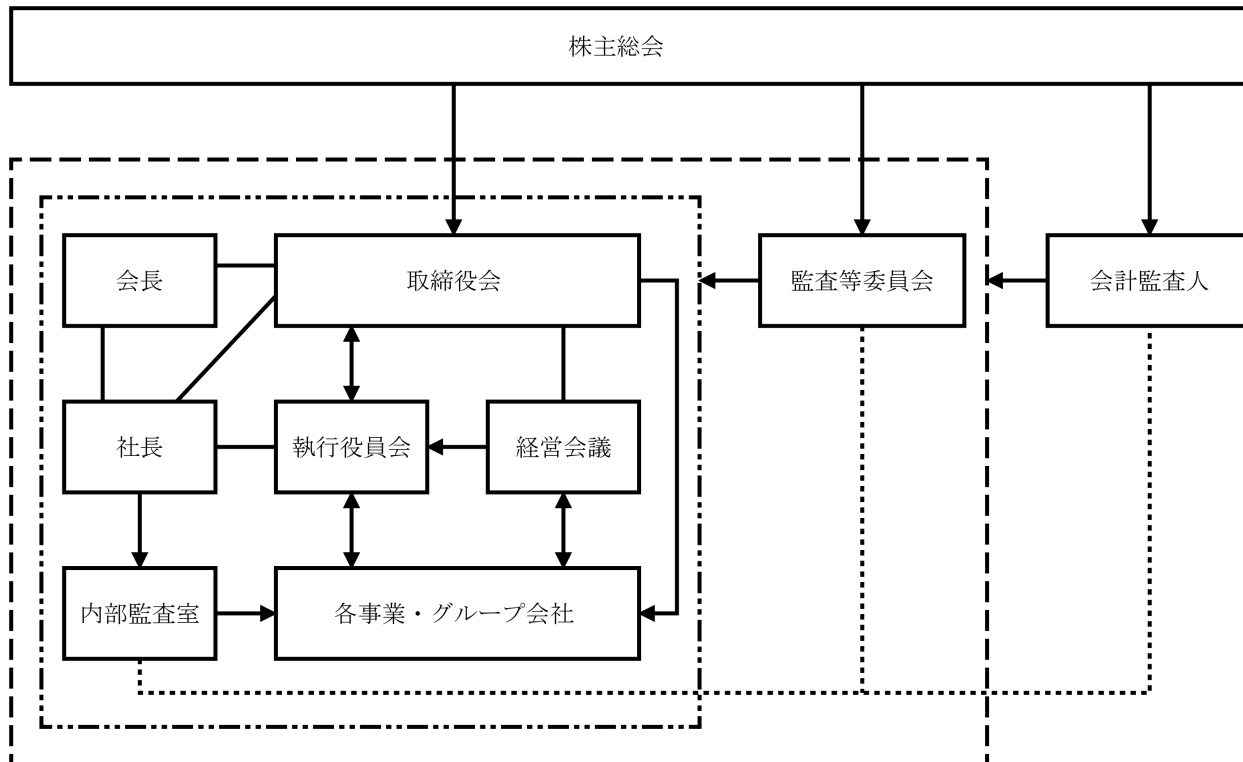 株主総会
会長
取締役会
監査等委員会
会計監査人
社長
執行役員会
経営会議
内部監査室
各事業・グループ会社